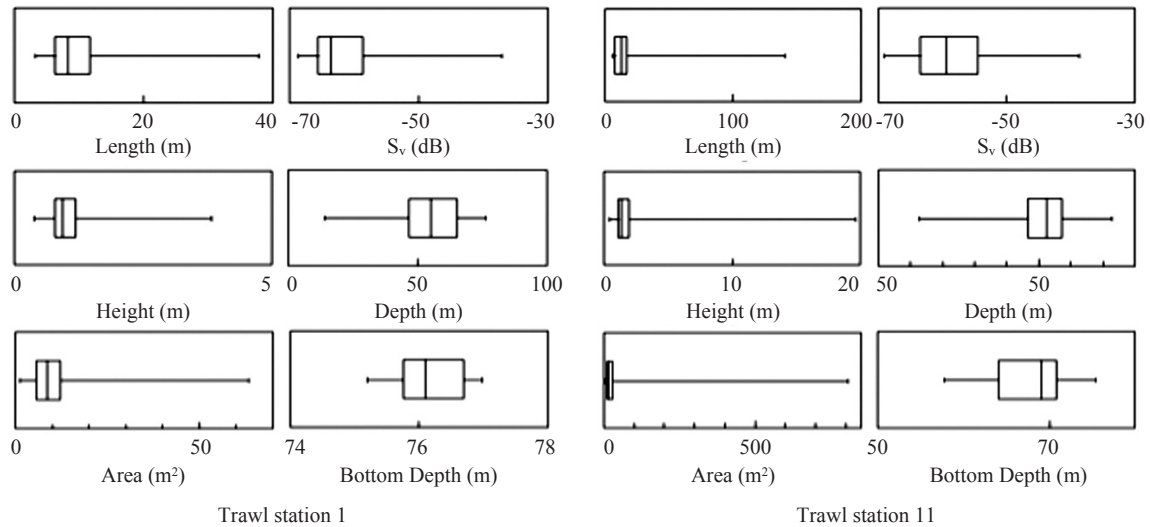 0 20 40 -70 -50 -30 0 100 200 -70 -50 -30
Length (m) Sᵥ (dB) Length (m) Sᵥ (dB)
0 5 0 50 100 0 10 20 50 50
Height (m) Depth (m) Height (m) Depth (m)
0 50 74 76 78 0 500 50 70
Area (m²) Bottom Depth (m) Area (m²) Bottom Depth (m)
Trawl station 1 Trawl station 11